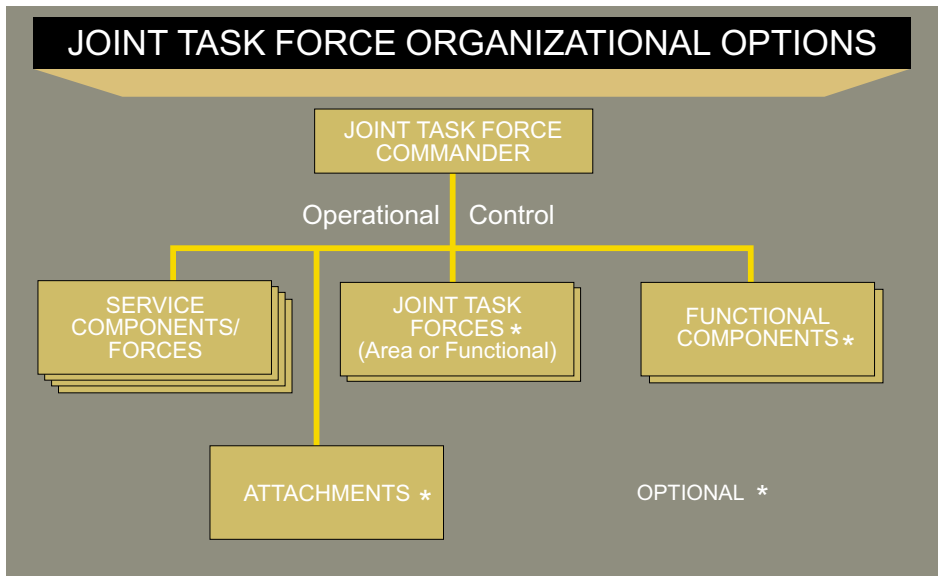 JOINT TASK FORCE ORGANIZATIONAL OPTIONS
JOINT TASK FORCE
COMMANDER
Operational Control
SERVICE
COMPONENTS/
FORCES
JOINT TASK
FORCES *
(Area or Functional)
FUNCTIONAL
COMPONENTS *
ATTACHMENTS *
OPTIONAL *